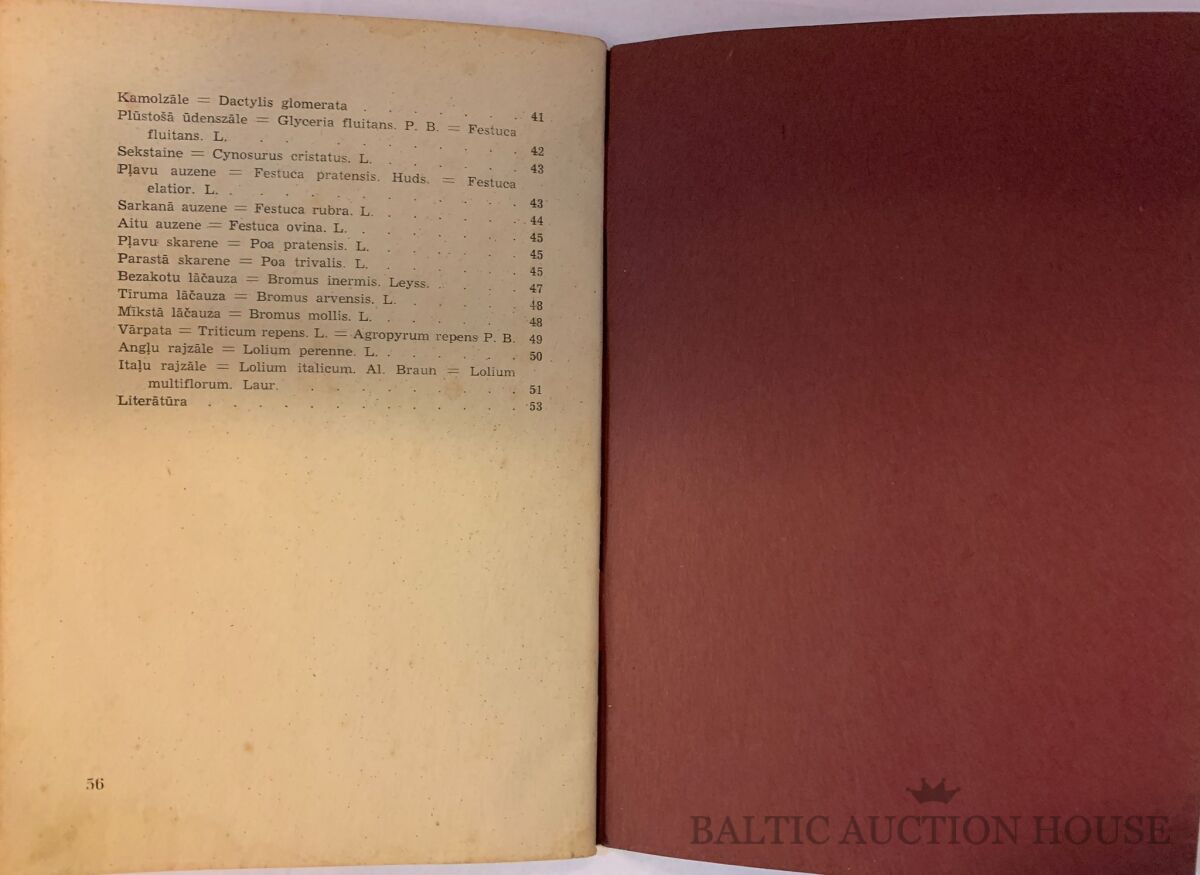 Kamolzāle = Dactylis glomerata . . . . . . . 41
Plūstošā ūdenszāle = Glyceria fluitans. P. B. = Festuca
fluitans. L. . . . . . . . . . . 42
Sekstaine = Cynosurus cristatus. L. . . . . . . 43
Pļavu auzene = Festuca pratensis. Huds. = Festuca
elatior. L. . . . . . . . . . . . 43
Sarkanā auzene = Festuca rubra. L. . . . . . . 44
Aitu auzene = Festuca ovina. L. . . . . . . . 45
Pļavu skarene = Poa pratensis. L. . . . . . . 45
Parastā skarene = Poa trivalis. L. . . . . . . 45
Bezakotu lāčauza = Bromus inermis. Leyss. . . . . 47
Tīruma lāčauza = Bromus arvensis. L. . . . . . 48
Mīkstā lāčauza = Bromus mollis. L. . . . . . . 48
Vārpata = Triticum repens. L. = Agropyrum repens P. B. 49
Angļu rajzāle = Lolium perenne. L. . . . . . . 50
Itaļu rajzāle = Lolium italicum. Al. Braun = Lolium
multiflorum. Laur. . . . . . . . . . 51
Literātūra . . . . . . . . . . . . . 53
56
BALTIC AUCTION HOUSE